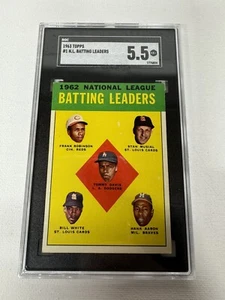 1963 TOPPS
#1 N.L. BATTING LEADERS
5.5
1962 NATIONAL LEAGUE
BATTING LEADERS
FRANK ROBINSON
CIN. REDS
STAN MUSIAL
ST. LOUIS CARDS
TOMMY DAVIS
L. A. DODGERS
BILL WHITE
ST. LOUIS CARDS
HANK AARON
MIL. BRAVES